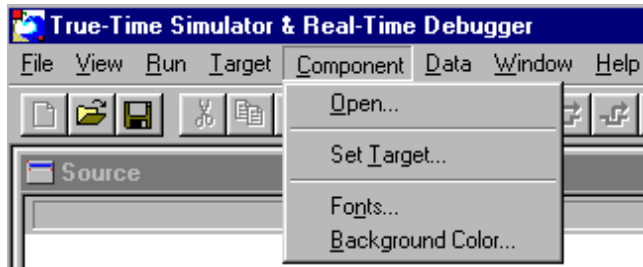 True-Time Simulator & Real-Time Debugger
File View Run Target Component Data Window Help
Open...
Set Target...
Source
Fonts...
Background Color...